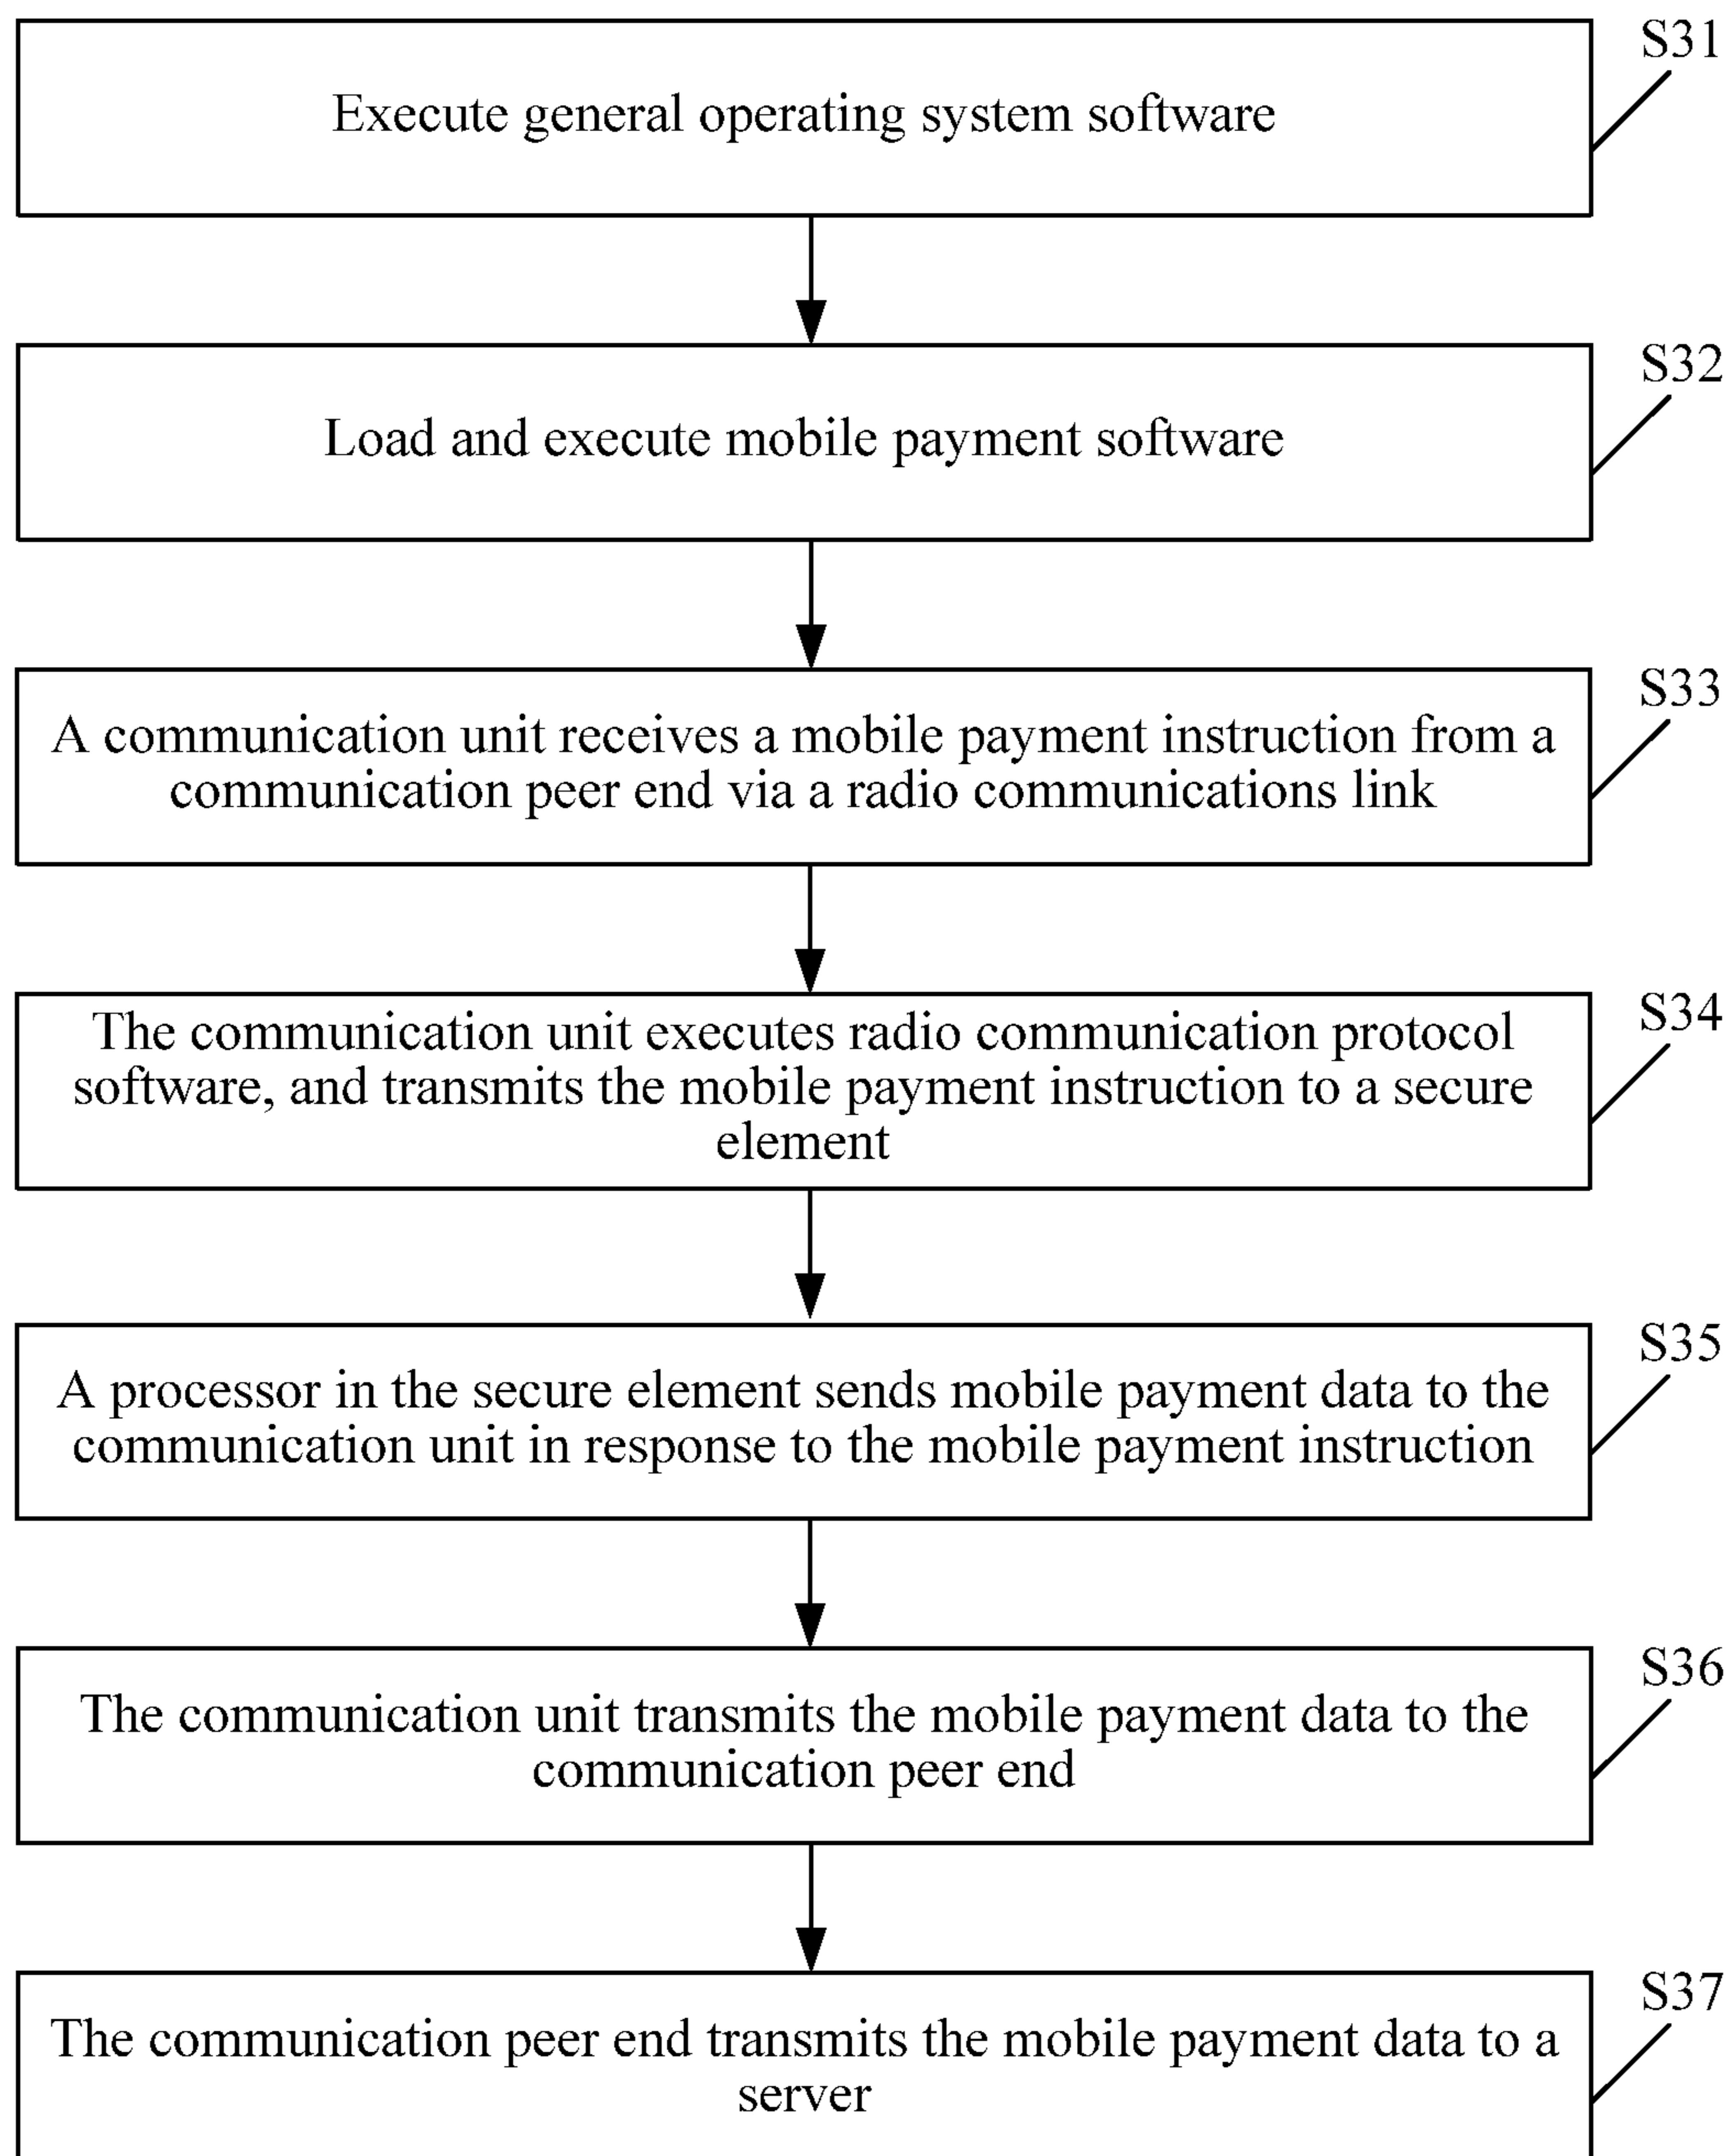 S31
Execute general operating system software
S32
Load and execute mobile payment software
S33
A communication unit receives a mobile payment instruction from a
communication peer end via a radio communications link
S34
The communication unit executes radio communication protocol
software, and transmits the mobile payment instruction to a secure
element
S35
A processor in the secure element sends mobile payment data to the
communication unit in response to the mobile payment instruction
S36
The communication unit transmits the mobile payment data to the
communication peer end
S37
The communication peer end transmits the mobile payment data to a
server